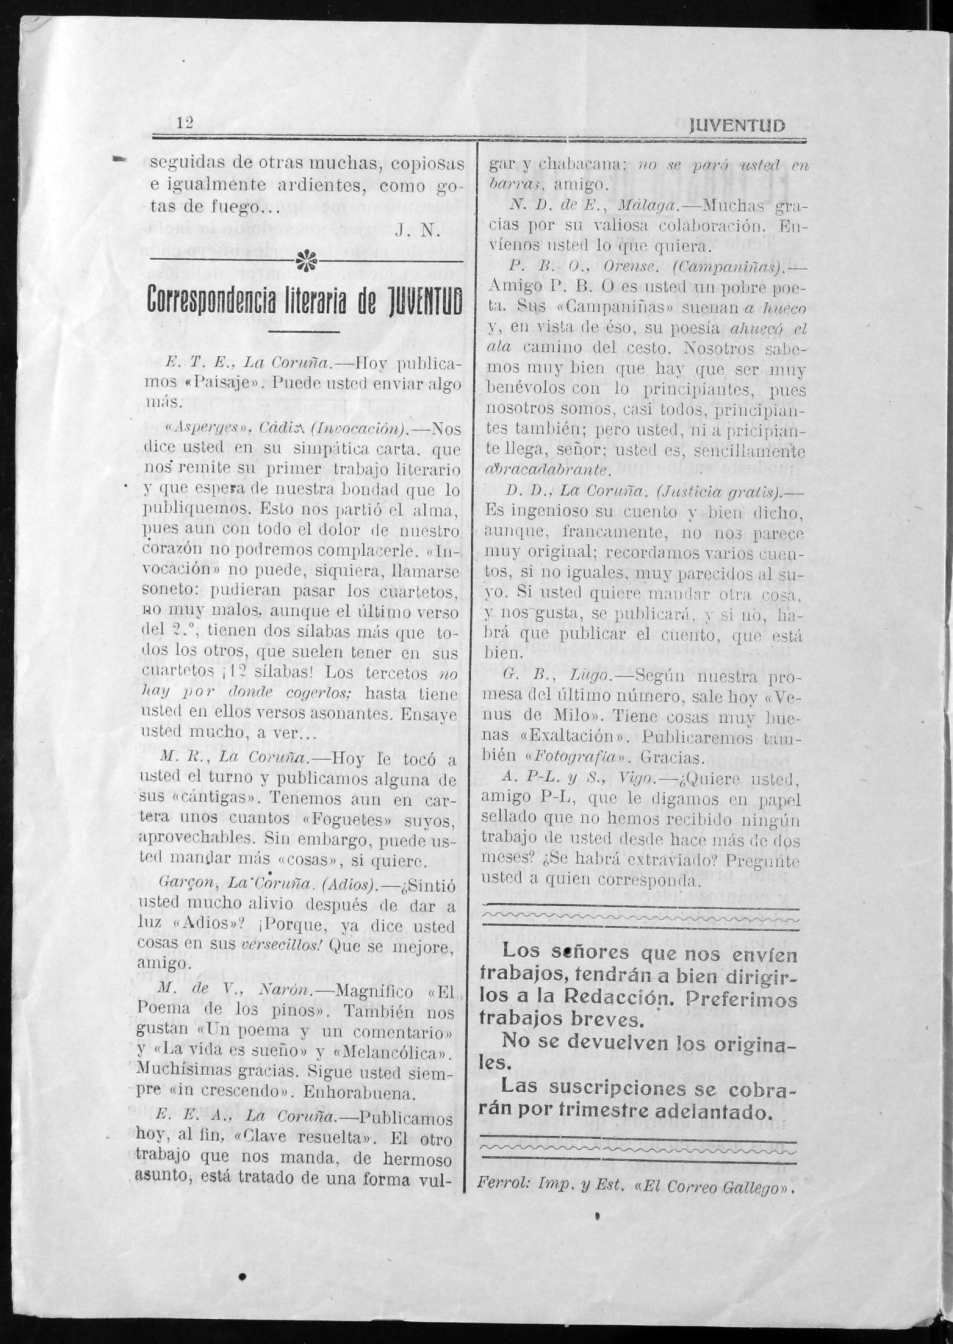 12
JUVENTUD
seguidas de otras muchas, copiosas
e igualmente ardientes, como go-
tas de fuego...
J. N.
Correspondencia literaria de JUVENTUD
E. T. E., La Coruña.—Hoy publica-
mos «Paisaje». Puede usted enviar algo
más.
«Asperges», Cádiz (Invocación).—Nos
dice usted en su simpática carta, que
nos remite su primer trabajo literario
y que espera de nuestra bondad que lo
publiquemos. Esto nos partió el alma,
pues aun con todo el dolor de nuestro
corazón no podremos complacerle. «In-
vocación» no puede, siquiera, llamarse
soneto: pudieran pasar los cuartetos,
no muy malos, aunque el último verso
del 2.º, tienen dos sílabas más que to-
dos los otros, que suelen tener en sus
cuartetos ¡12 sílabas! Los tercetos no
hay por donde cogerlos: hasta tiene
usted en ellos versos asonantes. Ensaye
usted mucho, a ver...
M. R., La Coruña.—Hoy le tocó a
usted el turno y publicamos alguna de
sus «cántigas». Tenemos aun en car-
tera unos cuantos «Foguetes» suyos,
aprovechables. Sin embargo, puede us-
ted mandar más «cosas», si quiere.
Garçon, La Coruña. (Adios).—¿Sintió
usted mucho alivio después de dar a
luz «Adios»? ¡Porque, ya dice usted
cosas en sus versecillos! Que se mejore,
amigo.
M. de V., Narón.—Magnífico «El
Poema de los pinos». También nos
gustan «Un poema y un comentario»
y «La vida es sueño» y «Melancólica».
Muchísimas gracias. Sigue usted siem-
pre «in crescendo». Enhorabuena.
E. E. A., La Coruña.—Publicamos
hoy, al fin, «Clave resuelta». El otro
trabajo que nos manda, de hermoso
asunto, está tratado de una forma vul-
gar y chabacana: no se paró usted en
barras, amigo.
N. D. de E., Málaga.—Muchas gra-
cias por su valiosa colaboración. En-
víenos usted lo que quiera.
P. B. O., Orense. (Campaniñas).—
Amigo P. B. O es usted un pobre poe-
ta. Sus «Campaniñas» suenan a hueco
y, en vista de éso, su poesía ahuecó el
ala camino del cesto. Nosotros sabe-
mos muy bien que hay que ser muy
benévolos con lo principiantes, pues
nosotros somos, casi todos, principian-
tes también; pero usted, ni a pricipian-
te llega, señor; usted es, sencillamente
abracadabrante.
D. D., La Coruña. (Justicia gratis).—
Es ingenioso su cuento y bien dicho,
aunque, francamente, no nos parece
muy original; recordamos varios cuen-
tos, si no iguales, muy parecidos al su-
yo. Si usted quiere mandar otra cosa,
y nos gusta, se publicará, y si no, ha-
brá que publicar el cuento, que está
bien.
G. B., Lugo.—Según nuestra pro-
mesa del último número, sale hoy «Ve-
nus de Milo». Tiene cosas muy bue-
nas «Exaltación». Publicaremos tam-
bién «Fotografía». Gracias.
A. P-L. y S., Vigo.—¿Quiere usted,
amigo P-L, que le digamos en papel
sellado que no hemos recibido ningún
trabajo de usted desde hace más de dos
meses? ¿Se habrá extraviado? Pregunte
usted a quien corresponda.
Los señores que nos envíen
trabajos, tendrán a bien dirigir-
los a la Redacción. Preferimos
trabajos breves.
No se devuelven los origina-
les.
Las suscripciones se cobra-
rán por trimestre adelantado.
Ferrol: Imp. y Est. «El Correo Gallego».